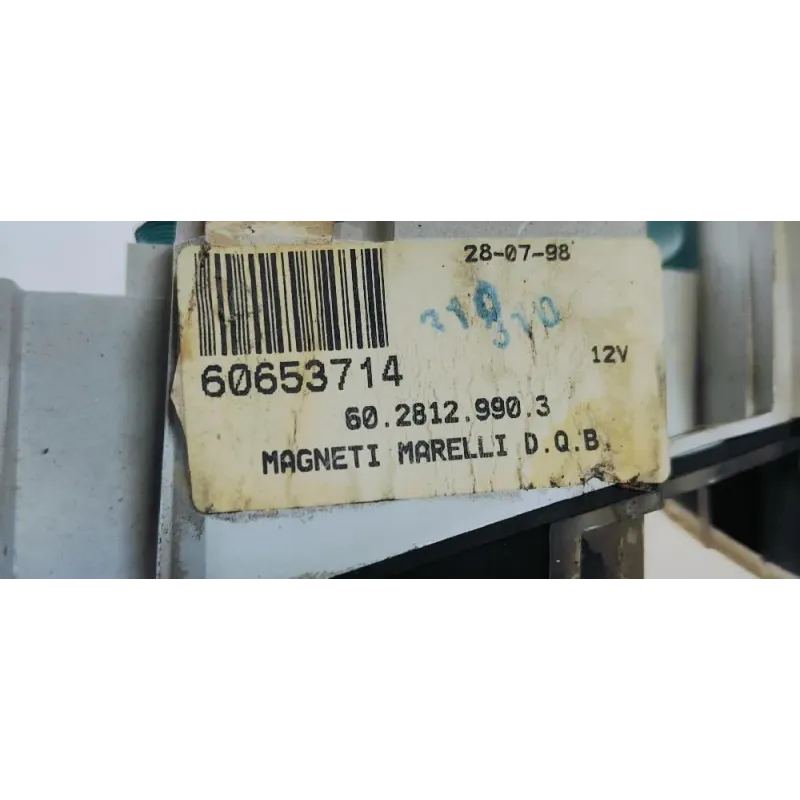 28-07-98
12V
60653714
60.2812.990.3
MAGNETI MARELLI D.Q.B.